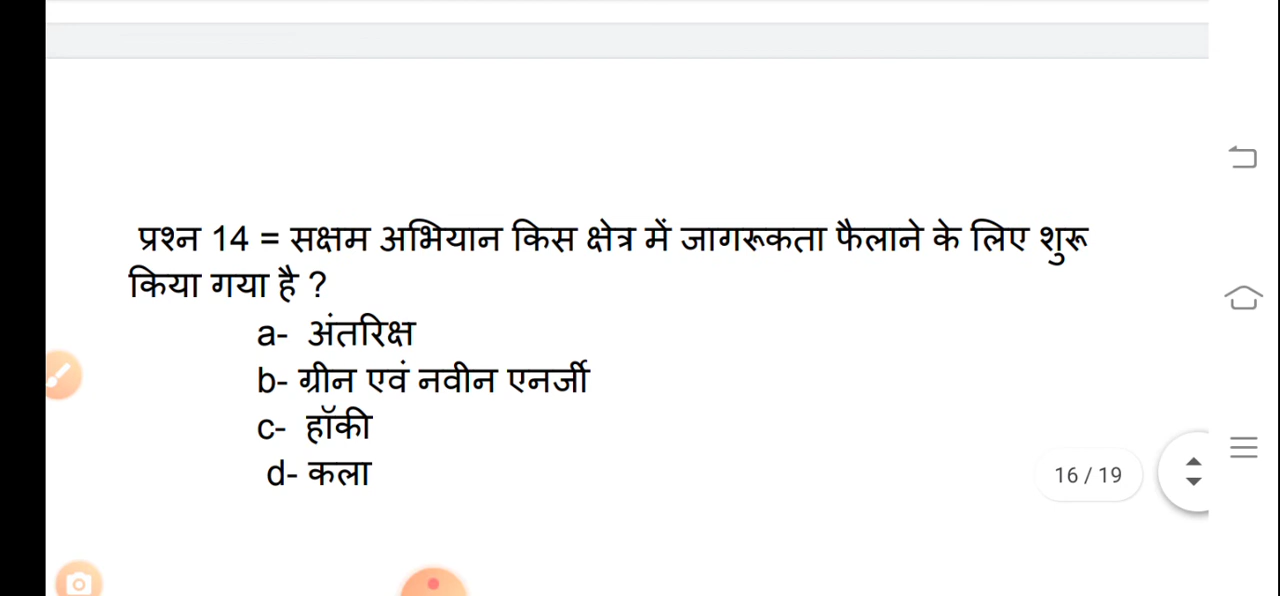 प्रश्न 14 = सक्षम अभियान किस क्षेत्र में जागरूकता फैलाने के लिए शुरू
किया गया है ?
a- अंतरिक्ष
b- ग्रीन एवं नवीन एनर्जी
c- हॉकी
d- कला
16 / 19